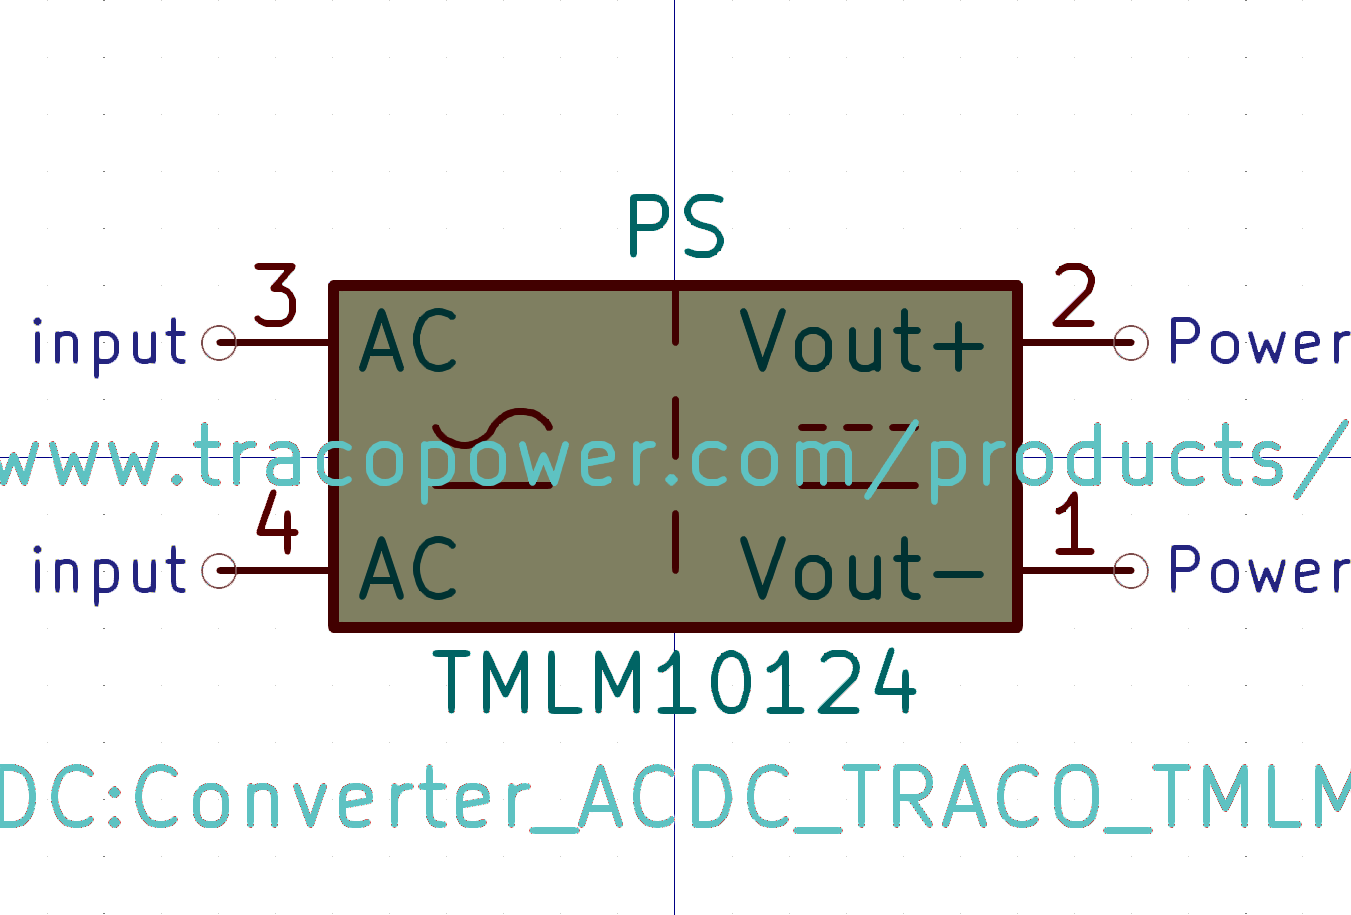 PS
3 2
input AC Vout+ Power
www.tracopower.com/products/
4 1
input AC Vout− Power
TMLM10124
DC:Converter_ACDC_TRACO_TMLM